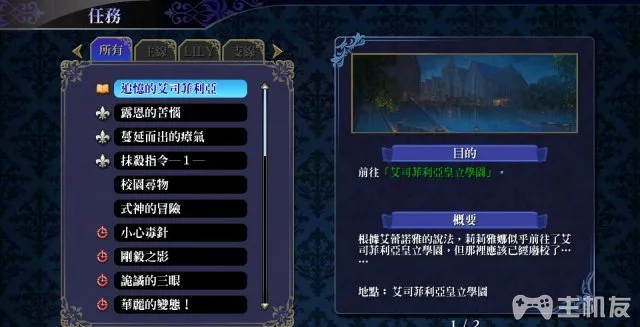 任務
所有
主線
LILY
支線
追憶的艾司菲利亞
露恩的苦惱
蔓延而出的瘴氣
抹殺指令—1—
校園尋物
式神的冒險
小心毒針
剛毅之影
詭譎的三眼
華麗的變態！
目的
前往「艾司菲利亞皇立學園」。
概要
根據艾蒂諾雅的說法，莉莉雅娜似乎前往了艾
司菲利亞皇立學園，但那裡應該已經廢校了……
……
地點：艾司菲利亞皇立學園
1/2
主机友